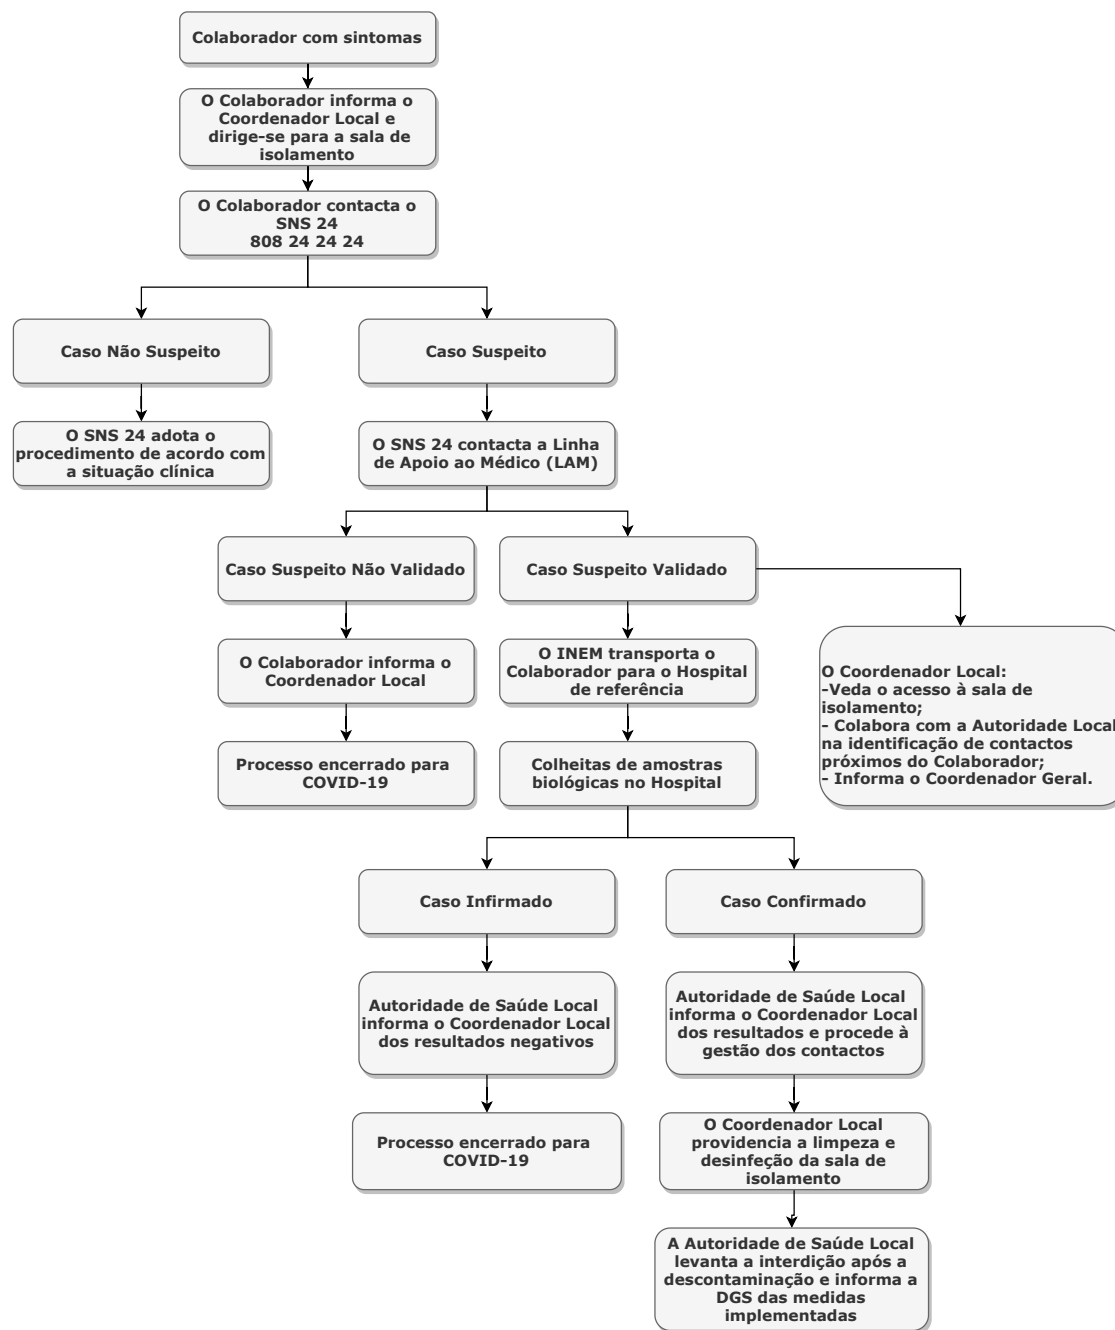 Colaborador com sintomas
O Colaborador informa o
Coordenador Local e
dirige-se para a sala de
isolamento
O Colaborador contacta o
SNS 24
808 24 24 24
Caso Não Suspeito
Caso Suspeito
O SNS 24 adota o
procedimento de acordo com
a situação clínica
O SNS 24 contacta a Linha
de Apoio ao Médico (LAM)
Caso Suspeito Não Validado
Caso Suspeito Validado
O Colaborador informa o
Coordenador Local
O INEM transporta o
Colaborador para o Hospital
de referência
O Coordenador Local:
-Veda o acesso à sala de
isolamento;
- Colabora com a Autoridade Local
na identificação de contactos
próximos do Colaborador;
- Informa o Coordenador Geral.
Processo encerrado para
COVID-19
Colheitas de amostras
biológicas no Hospital
Caso Infirmado
Caso Confirmado
Autoridade de Saúde Local
informa o Coordenador Local
dos resultados negativos
Autoridade de Saúde Local
informa o Coordenador Local
dos resultados e procede à
gestão dos contactos
Processo encerrado para
COVID-19
O Coordenador Local
providencia a limpeza e
desinfeção da sala de
isolamento
A Autoridade de Saúde Local
levanta a interdição após a
descontaminação e informa a
DGS das medidas
implementadas